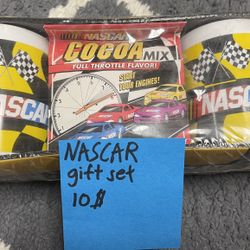 NASCAR
COCOA MIX
FULL THROTTLE FLAVOR!
START
YOUR ENGINES!
NASCAR
NASCAR
NASCAR
gift set
10$